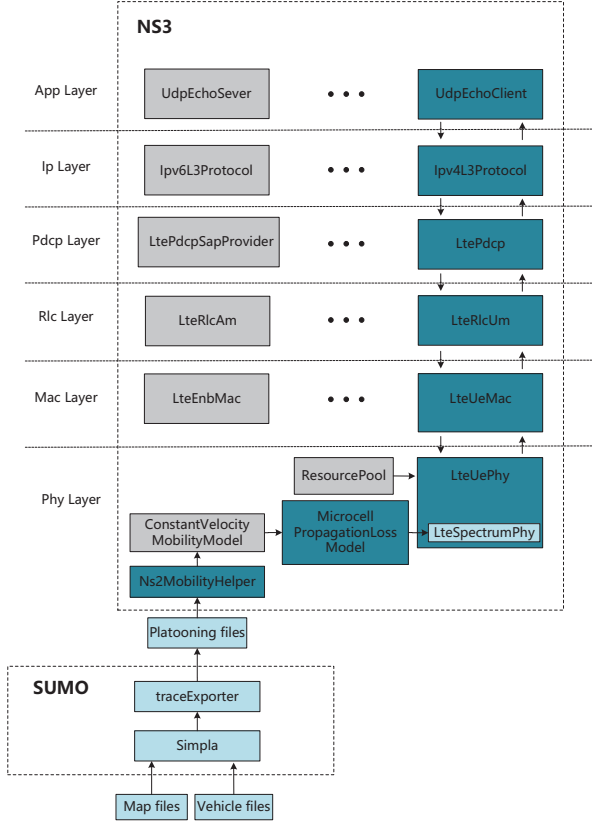 NS3
App Layer
UdpEchoSever
• • •
UdpEchoClient
Ip Layer
Ipv6L3Protocol
• • •
Ipv4L3Protocol
Pdcp Layer
LtePdcpSapProvider
• • •
LtePdcp
Rlc Layer
LteRlcAm
• • •
LteRlcUm
Mac Layer
LteEnbMac
• • •
LteUeMac
Phy Layer
ResourcePool
LteUePhy
ConstantVelocity
MobilityModel
Microcell
PropagationLoss
Model
LteSpectrumPhy
Ns2MobilityHelper
Platooning files
SUMO
traceExporter
Simpla
Map files
Vehicle files